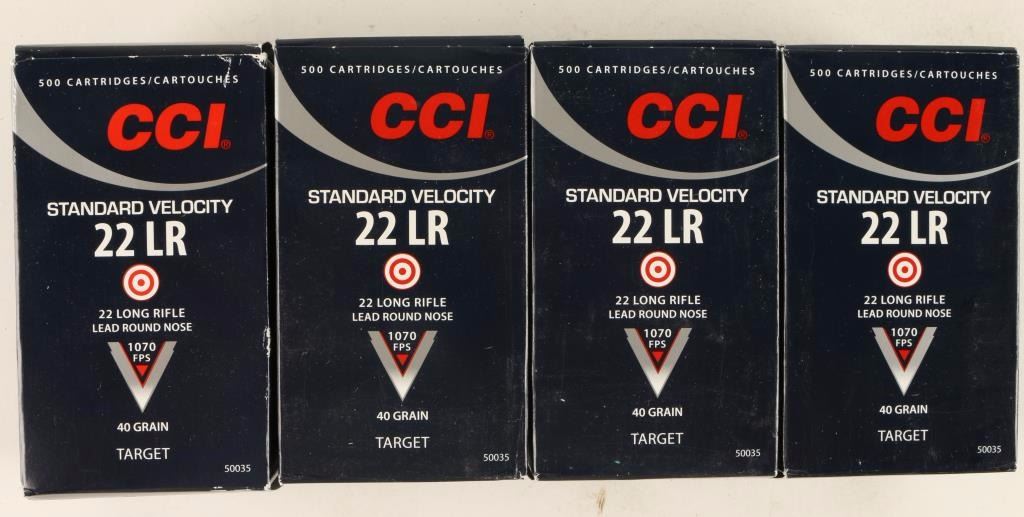 500 CARTRIDGES/CARTOUCHES
CCI®
STANDARD VELOCITY
22 LR
22 LONG RIFLE
LEAD ROUND NOSE
1070
FPS
40 GRAIN
TARGET
50035
500 CARTRIDGES/CARTOUCHES
CCI®
STANDARD VELOCITY
22 LR
22 LONG RIFLE
LEAD ROUND NOSE
1070
FPS
40 GRAIN
TARGET
50035
500 CARTRIDGES/CARTOUCHES
CCI®
STANDARD VELOCITY
22 LR
22 LONG RIFLE
LEAD ROUND NOSE
1070
FPS
40 GRAIN
TARGET
50035
500 CARTRIDGES/CARTOUCHES
CCI®
STANDARD VELOCITY
22 LR
22 LONG RIFLE
LEAD ROUND NOSE
1070
FPS
40 GRAIN
TARGET
50035